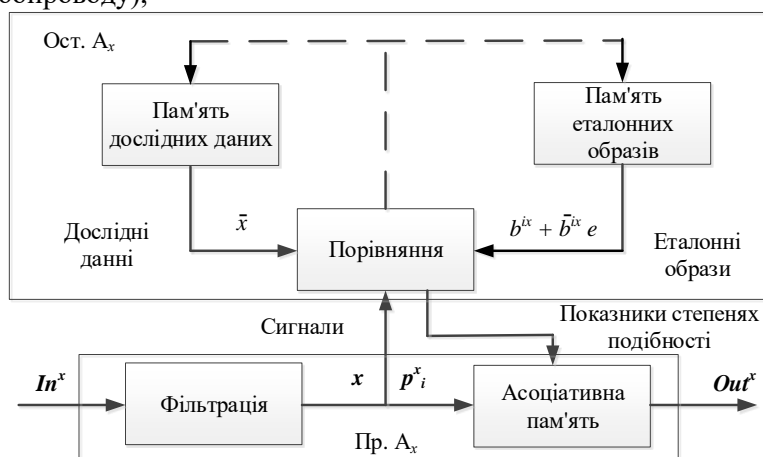 Ост. Aₓ
Пам'ять
дослідних даних
Пам'ять
еталонних
образів
x̄
Порівняння
bⁱˣ + b̄ⁱˣ e
Дослідні
данні
Еталонні
образи
Сигнали
Показники степенях
подібності
Inˣ
Фільтрація
x
pˣᵢ
Асоціативна
пам'ять
Outˣ
Пр. Aₓ